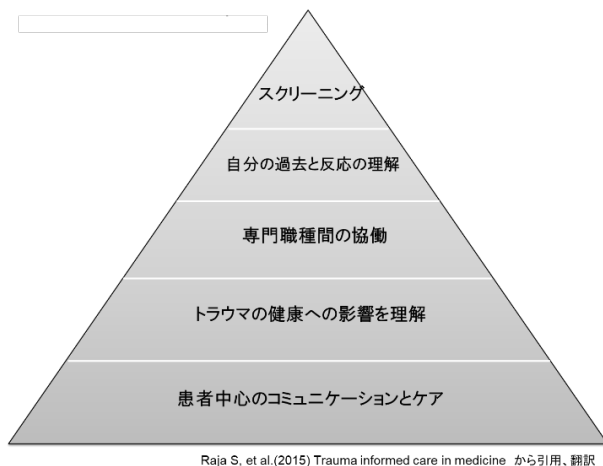 スクリーニング
自分の過去と反応の理解
専門職種間の協働
トラウマの健康への影響を理解
患者中心のコミュニケーションとケア
Raja S, et al.(2015) Trauma informed care in medicine から引用、翻訳